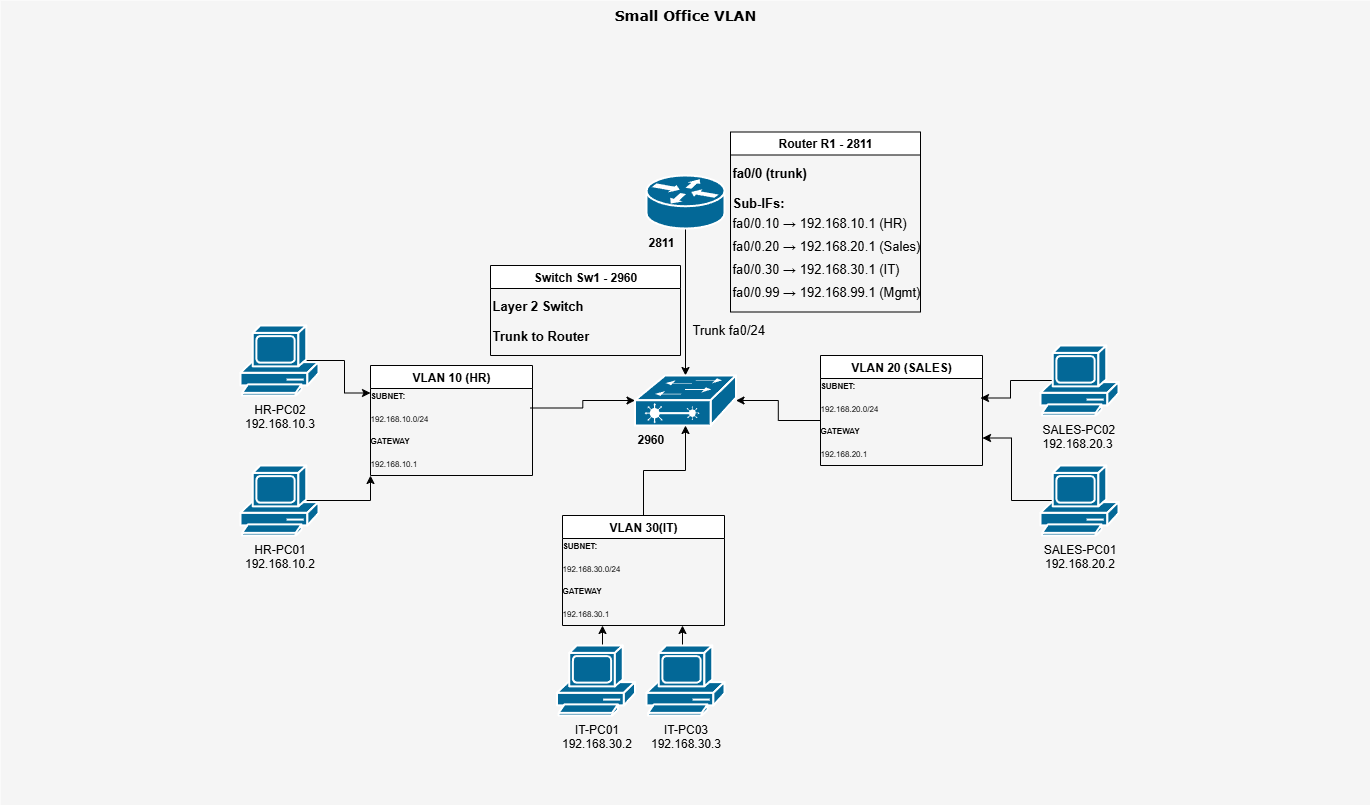 Small Office VLAN
Router R1 - 2811
fa0/0 (trunk)
Sub-IFs:
fa0/0.10 → 192.168.10.1 (HR)
fa0/0.20 → 192.168.20.1 (Sales)
fa0/0.30 → 192.168.30.1 (IT)
fa0/0.99 → 192.168.99.1 (Mgmt)
2811
Switch Sw1 - 2960
Layer 2 Switch
Trunk to Router
Trunk fa0/24
2960
HR-PC02
192.168.10.3
HR-PC01
192.168.10.2
VLAN 10 (HR)
SUBNET:
192.168.10.0/24
GATEWAY
192.168.10.1
VLAN 20 (SALES)
SUBNET:
192.168.20.0/24
GATEWAY
192.168.20.1
SALES-PC02
192.168.20.3
SALES-PC01
192.168.20.2
VLAN 30(IT)
SUBNET:
192.168.30.0/24
GATEWAY
192.168.30.1
IT-PC01
192.168.30.2
IT-PC03
192.168.30.3